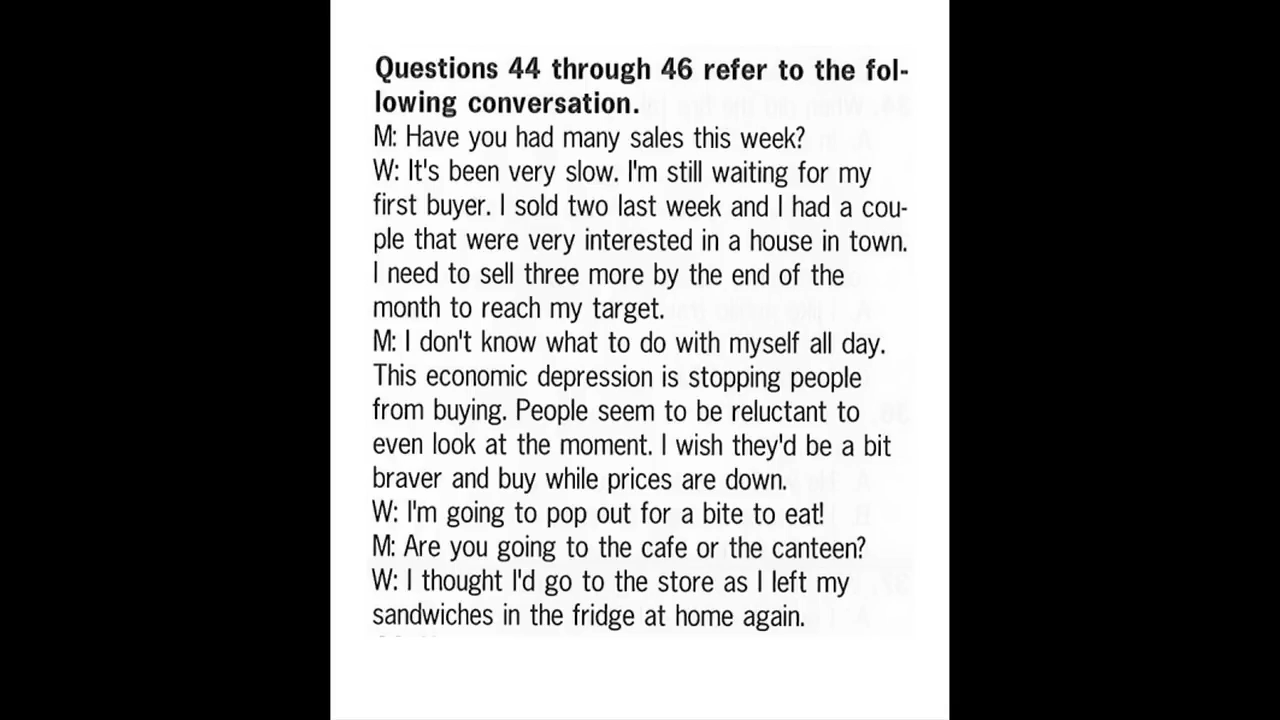 Questions 44 through 46 refer to the fol-
lowing conversation.
M: Have you had many sales this week?
W: It's been very slow. I'm still waiting for my
first buyer. I sold two last week and I had a cou-
ple that were very interested in a house in town.
I need to sell three more by the end of the
month to reach my target.
M: I don't know what to do with myself all day.
This economic depression is stopping people
from buying. People seem to be reluctant to
even look at the moment. I wish they'd be a bit
braver and buy while prices are down.
W: I'm going to pop out for a bite to eat!
M: Are you going to the cafe or the canteen?
W: I thought I'd go to the store as I left my
sandwiches in the fridge at home again.